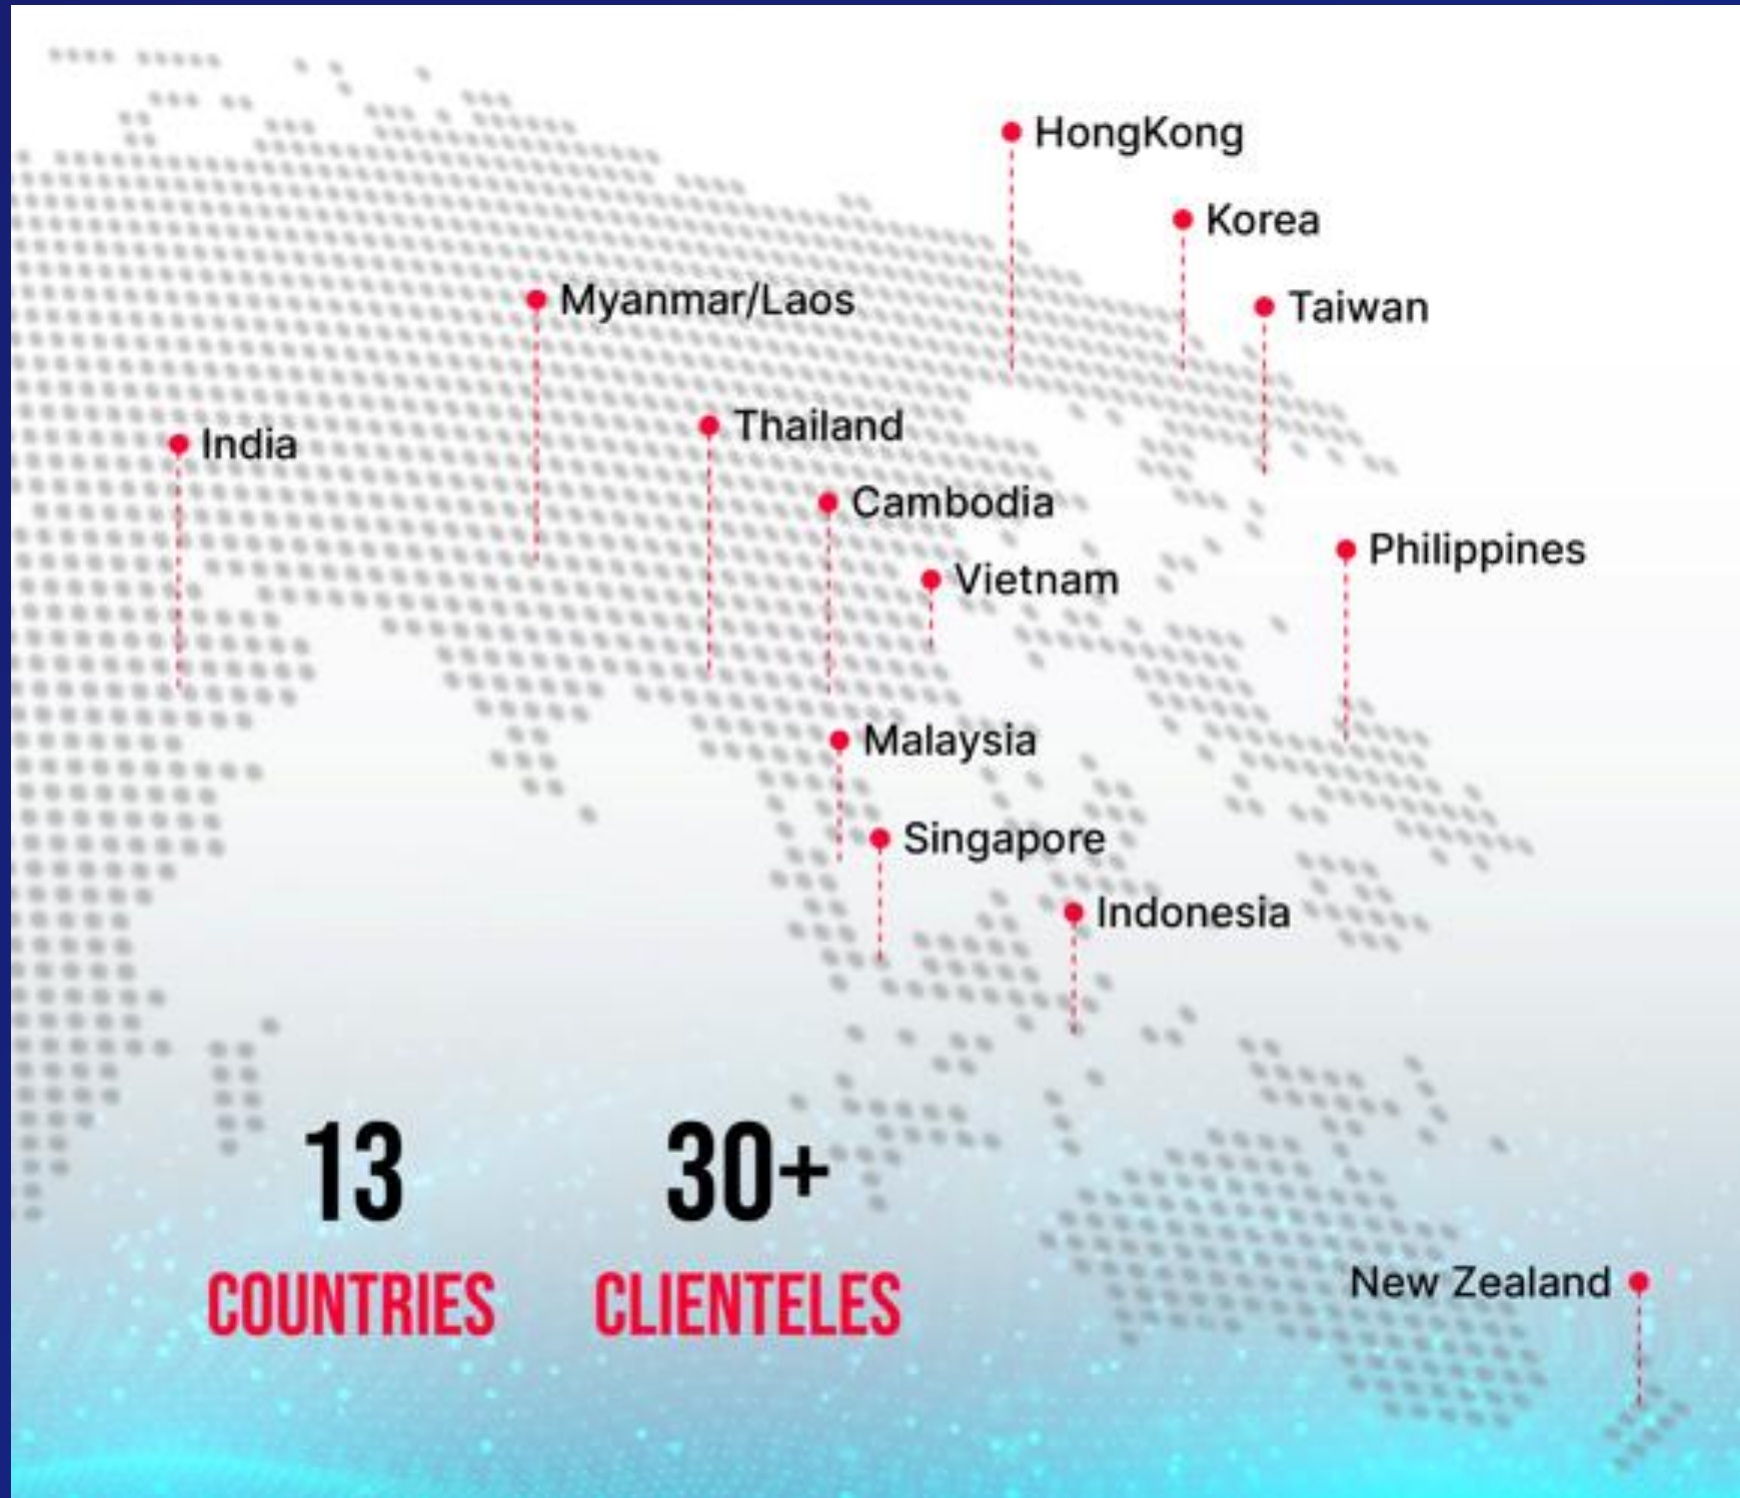 HongKong
Korea
Myanmar/Laos
Taiwan
Thailand
India
Cambodia
Philippines
Vietnam
Malaysia
Singapore
Indonesia
13
COUNTRIES
30+
CLIENTELES
New Zealand